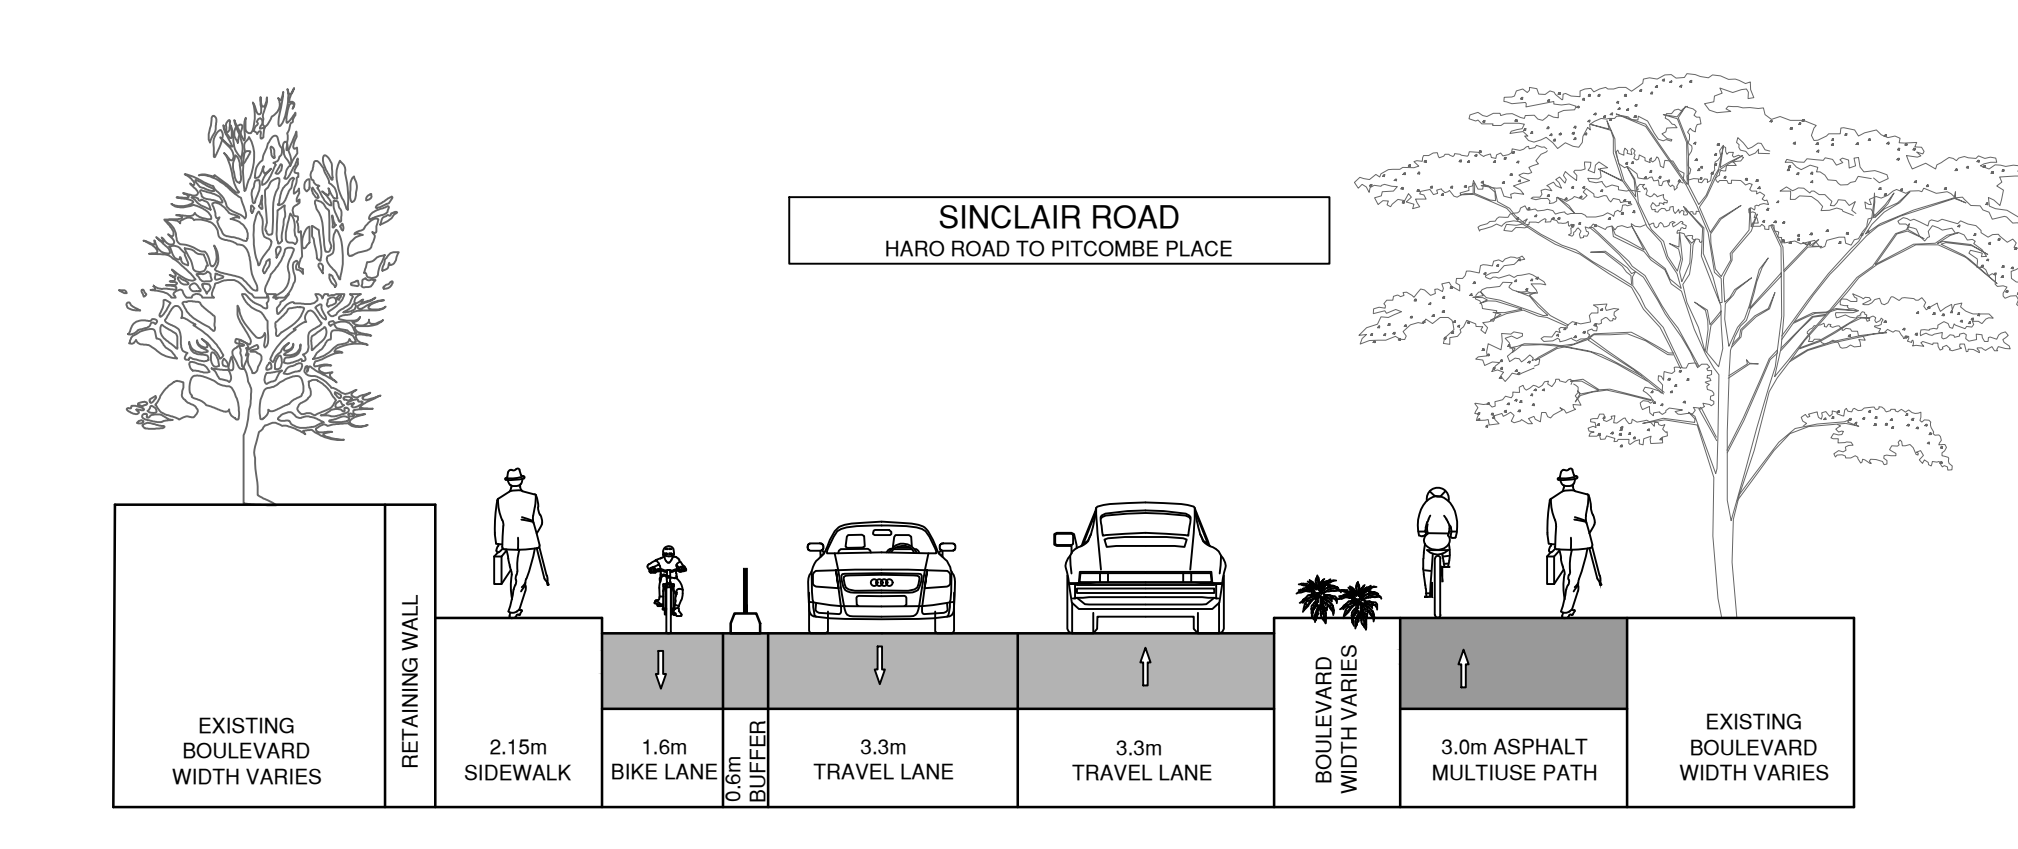 SINCLAIR ROAD
HARO ROAD TO PITCOMBE PLACE
EXISTING
BOULEVARD
WIDTH VARIES
RETAINING WALL
2.15m
SIDEWALK
1.6m
BIKE LANE
0.6m
BUFFER
3.3m
TRAVEL LANE
3.3m
TRAVEL LANE
BOULEVARD
WIDTH VARIES
3.0m ASPHALT
MULTIUSE PATH
EXISTING
BOULEVARD
WIDTH VARIES